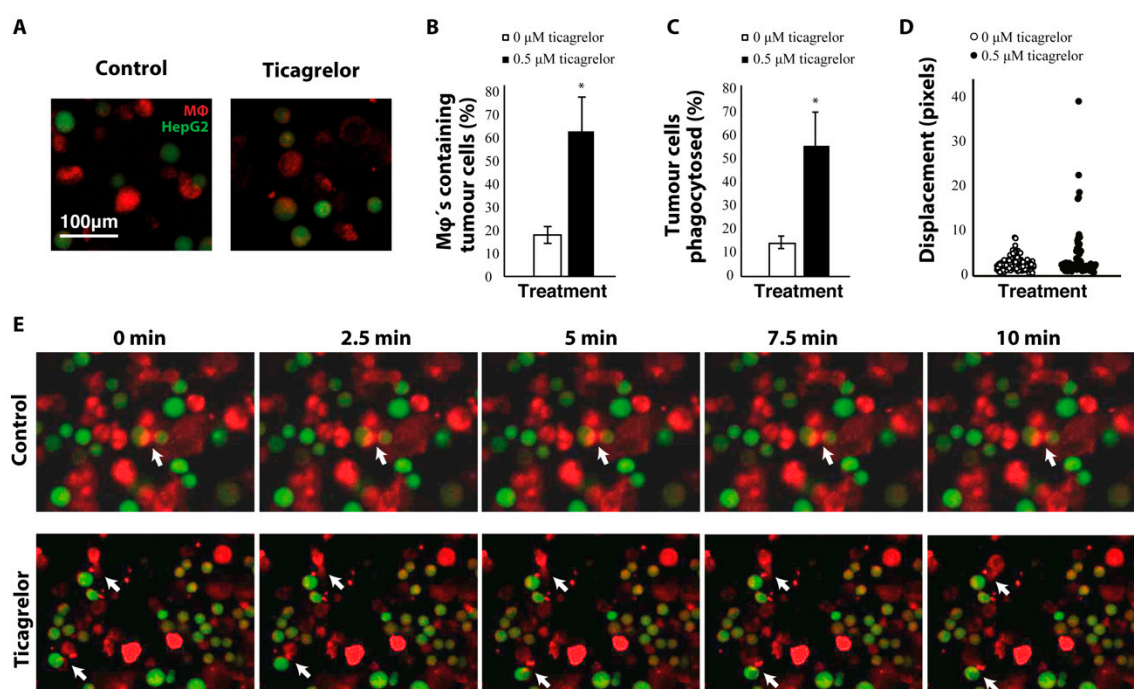 A
Control
Ticagrelor
MΦ
HepG2
100μm
B
0 μM ticagrelor
0.5 μM ticagrelor
Mφ´s containing
tumour cells (%)
80
70
60
50
40
30
20
10
0
*
Treatment
C
0 μM ticagrelor
0.5 μM ticagrelor
Tumour cells
phagocytosed (%)
80
70
60
50
40
30
20
10
0
*
Treatment
D
0 μM ticagrelor
0.5 μM ticagrelor
Displacement (pixels)
40
30
20
10
0
Treatment
E
0 min
2.5 min
5 min
7.5 min
10 min
Control
Ticagrelor